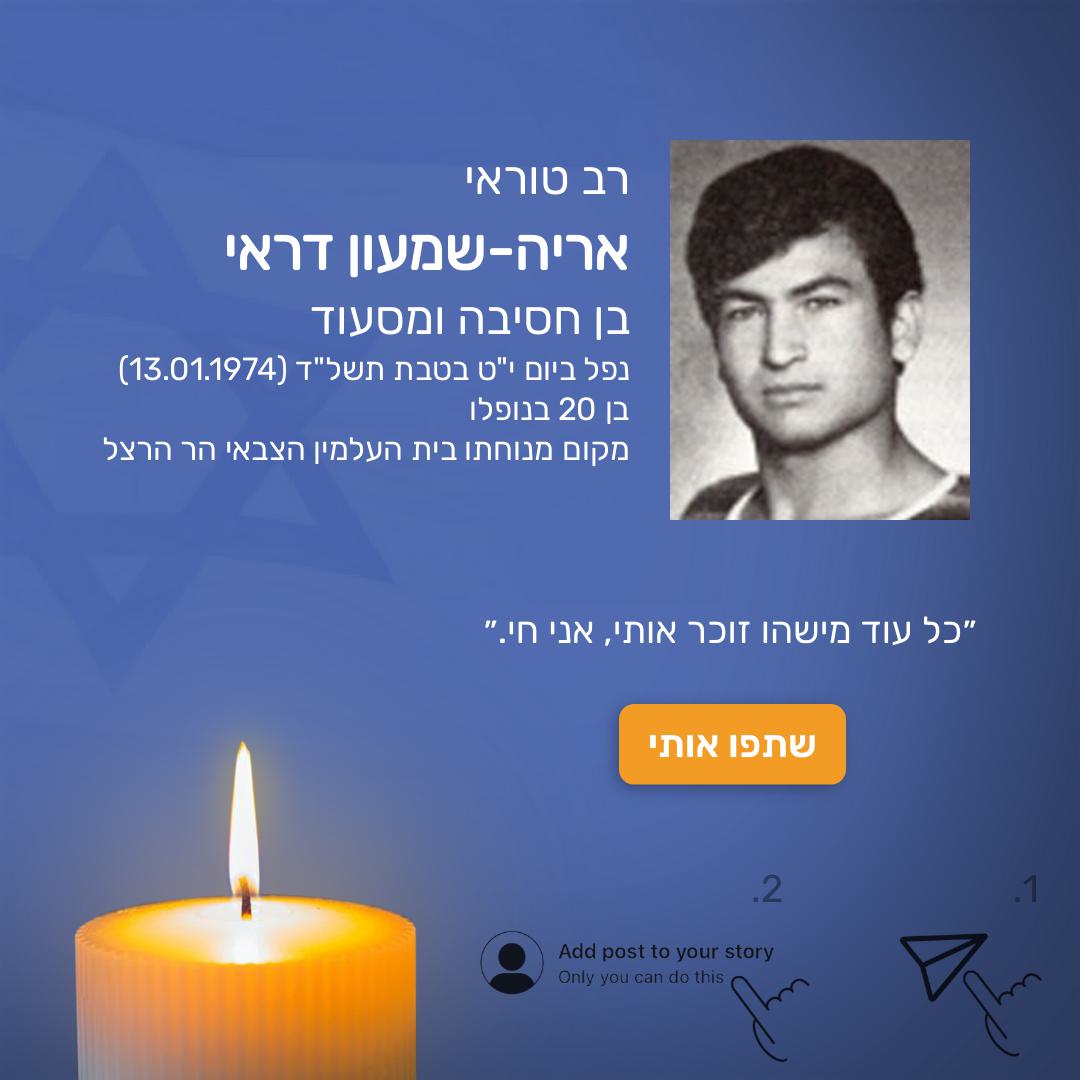 רב טוראי
אריה-שמעון דראי
בן חסיבה ומסעוד
נפל ביום י"ט בטבת תשל"ד (13.01.1974)
בן 20 בנופלו
מקום מנוחתו בית העלמין הצבאי הר הרצל
״כל עוד מישהו זוכר אותי, אני חי.״
שתפו אותי
1.
2.
Add post to your story
Only you can do this